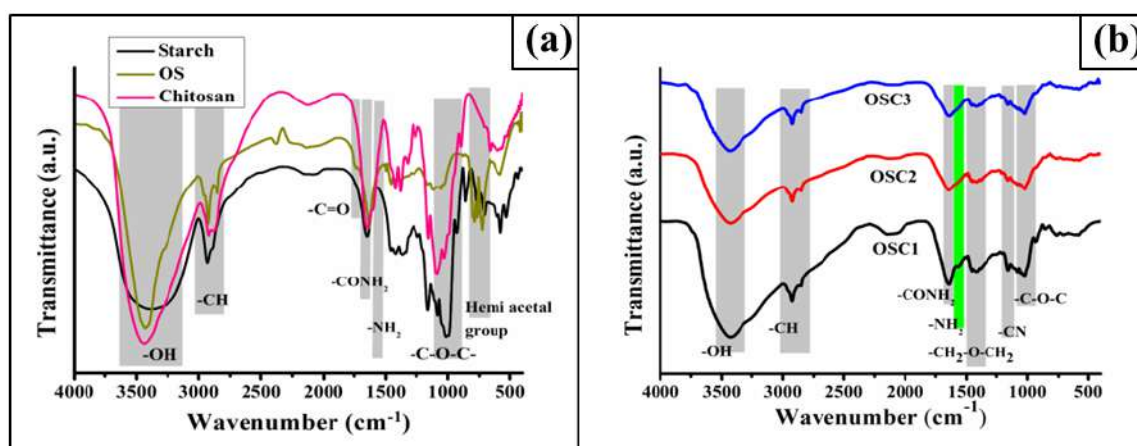 (a)
Starch
OS
Chitosan
-C=O
-CONH2
-CH
-NH2
Hemi acetal
group
-OH
-C-O-C-
4000 3500 3000 2500 2000 1500 1000 500
Transmittance (a.u.)
Wavenumber (cm-1)
(b)
OSC3
OSC2
OSC1
-CONH2
-C-O-C
-CH
-NH2
-CN
-OH
-CH2-O-CH2
4000 3500 3000 2500 2000 1500 1000 500
Transmittance (a.u.)
Wavenumber (cm-1)